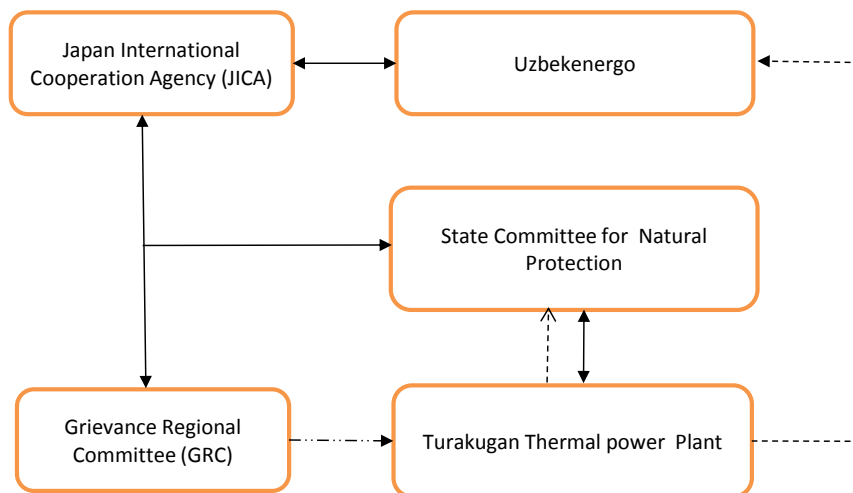 Japan International
Cooperation Agency (JICA)
Uzbekenergo
State Committee for Natural
Protection
Grievance Regional
Committee (GRC)
Turakugan Thermal power Plant